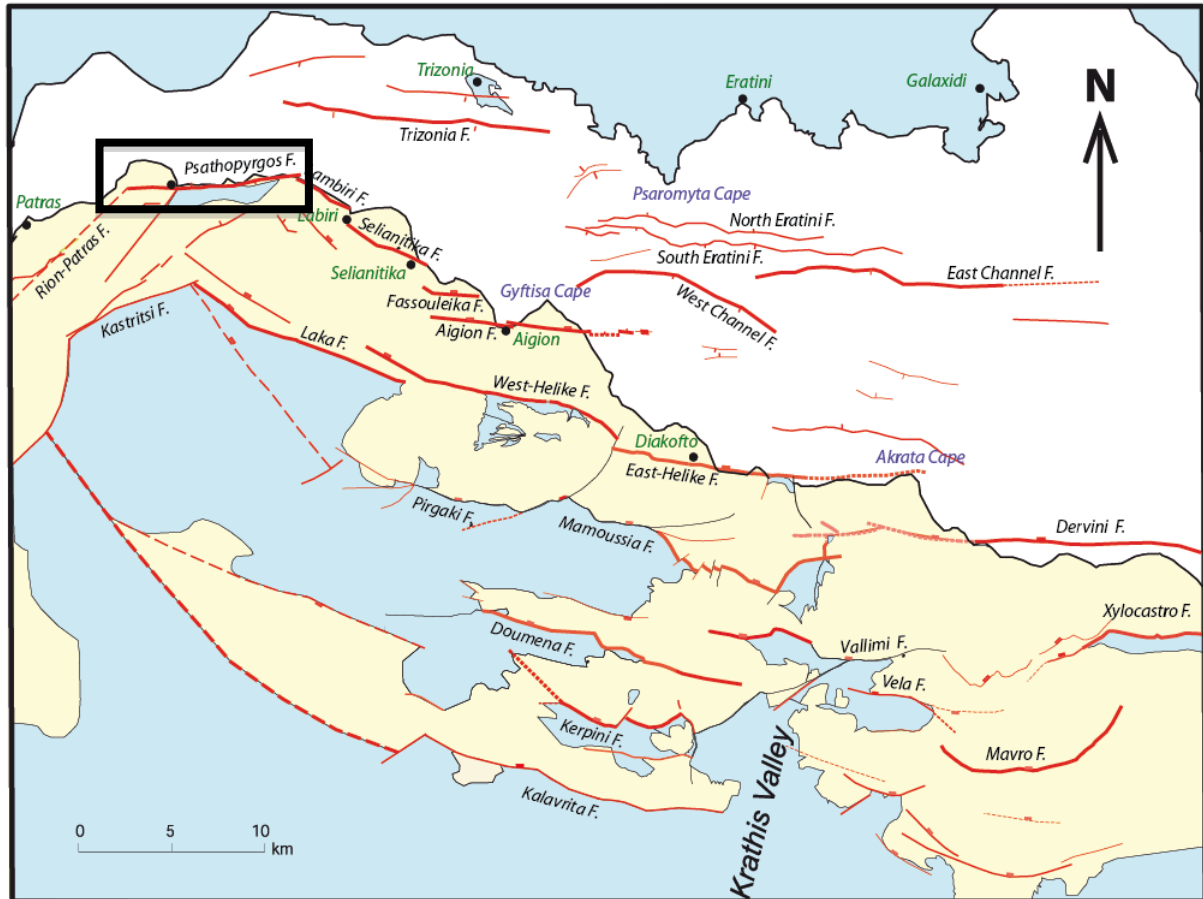 Trizonia
Eratini
Galaxidi
N
Trizonia F.
Psathopyrgos F.
ambiri F.
Psaromyta Cape
Patras
Labiri
North Eratini F.
Selianitika F.
South Eratini F.
East Channel F.
Rion-Patras F.
Selianitika
Gyftisa Cape
West Channel F.
Fassouleika F.
Kastritsi F.
Laka F.
Aigion F.
Aigion
West-Helike F.
Diakofto
East-Helike F.
Akrata Cape
Pirgaki F.
Mamoussia F.
Dervini F.
Xylocastro F.
Doumena F.
Vallimi F.
Vela F.
Kerpini F.
Mavro F.
Kalavrita F.
Krathis Valley
0 5 10
km